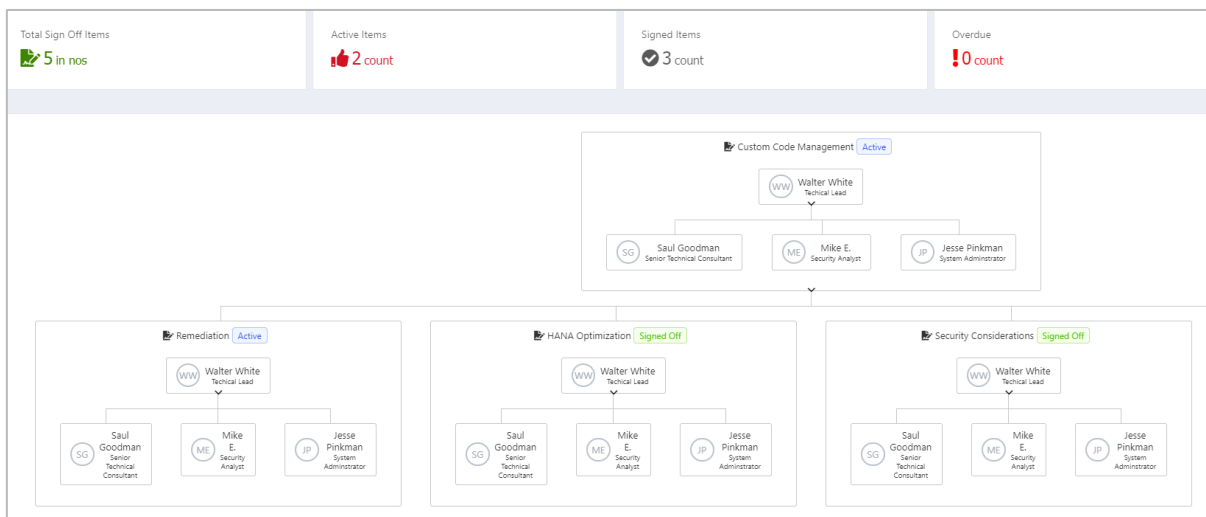 Total Sign Off Items
5 in nos
Active Items
2 count
Signed Items
3 count
Overdue
0 count
Custom Code Management Active
WW
Walter White
Techical Lead
SG
Saul Goodman
Senior Technical Consultant
ME
Mike E.
Security Analyst
JP
Jesse Pinkman
System Adminstrator
Remediation Active
WW
Walter White
Techical Lead
SG
Saul
Goodman
Senior
Technical
Consultant
ME
Mike
E.
Security
Analyst
JP
Jesse
Pinkman
System
Adminstrator
HANA Optimization Signed Off
WW
Walter White
Techical Lead
SG
Saul
Goodman
Senior
Technical
Consultant
ME
Mike
E.
Security
Analyst
JP
Jesse
Pinkman
System
Adminstrator
Security Considerations Signed Off
WW
Walter White
Techical Lead
SG
Saul
Goodman
Senior
Technical
Consultant
ME
Mike
E.
Security
Analyst
JP
Jesse
Pinkman
System
Adminstrator